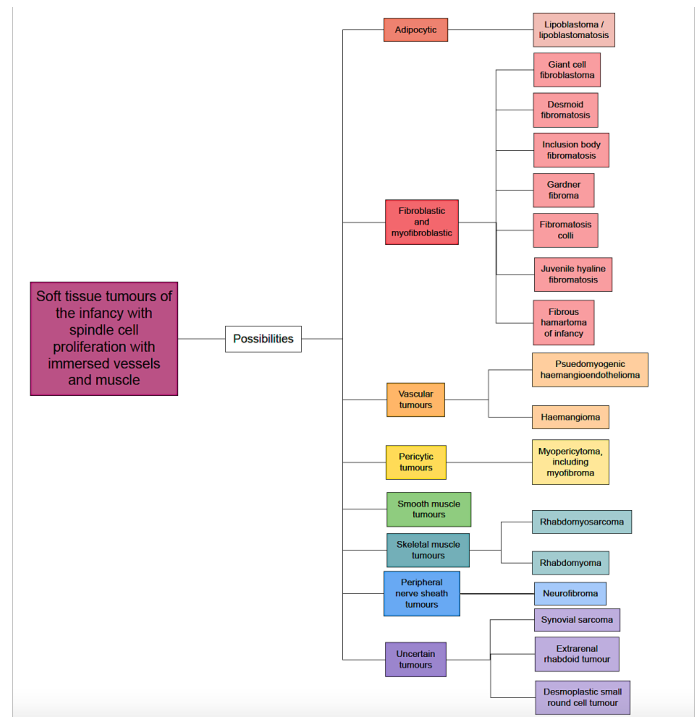 Soft tissue tumours of
the infancy with
spindle cell
proliferation with
immersed vessels
and muscle
Possibilities
Adipocytic
Lipoblastoma /
lipoblastomatosis
Fibroblastic
and
myofibroblastic
Giant cell
fibroblastoma
Desmoid
fibromatosis
Inclusion body
fibromatosis
Gardner
fibroma
Fibromatosis
colli
Juvenile hyaline
fibromatosis
Fibrous
hamartoma
of infancy
Vascular
tumours
Psuedomyogenic
haemangioendothelioma
Haemangioma
Pericytic
tumours
Myopericytoma,
including
myofibroma
Smooth muscle
tumours
Skeletal muscle
tumours
Rhabdomyosarcoma
Rhabdomyoma
Peripheral
nerve sheath
tumours
Neurofibroma
Uncertain
tumours
Synovial sarcoma
Extrarenal
rhabdoid tumour
Desmoplastic small
round cell tumour